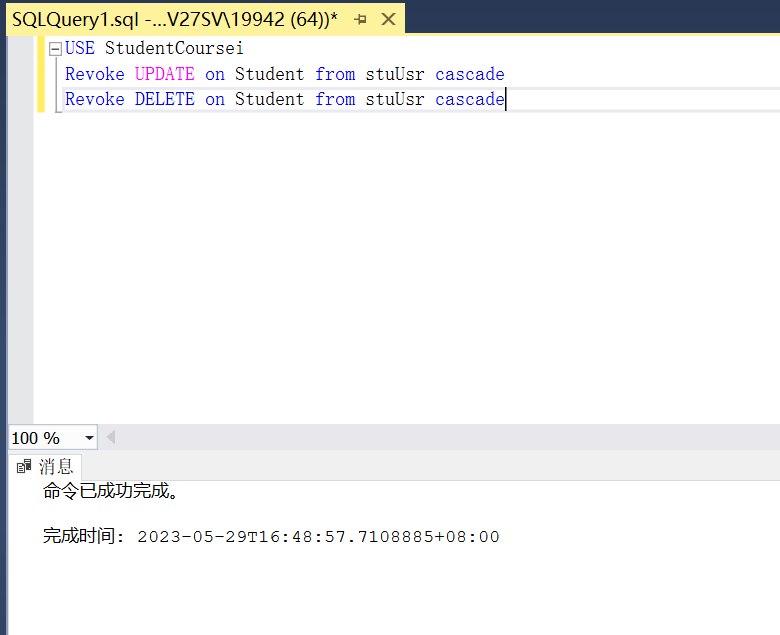 SQLQuery1.sql -...V27SV\19942 (64))*
USE StudentCoursei
Revoke UPDATE on Student from stuUsr cascade
Revoke DELETE on Student from stuUsr cascade
100 %
消息
命令已成功完成。
完成时间: 2023-05-29T16:48:57.7108885+08:00